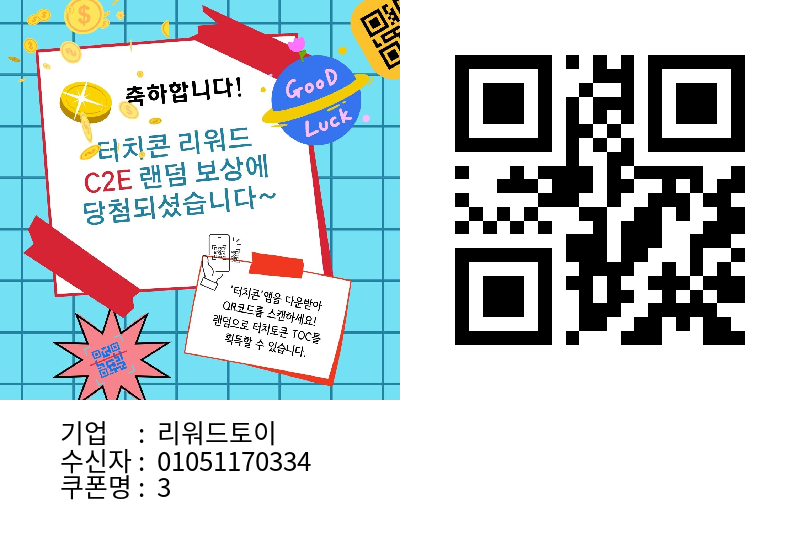 축하합니다!
GOOD
Luck
터치콘 리워드
C2E 랜덤 보상에
당첨되셨습니다~
'터치콘'앱을 다운받아
QR코드를 스캔하세요!
랜덤으로 터치토콘 TOC를
획득할 수 있습니다.
기업 : 리워드토이
수신자 : 01051170334
쿠폰명 : 3